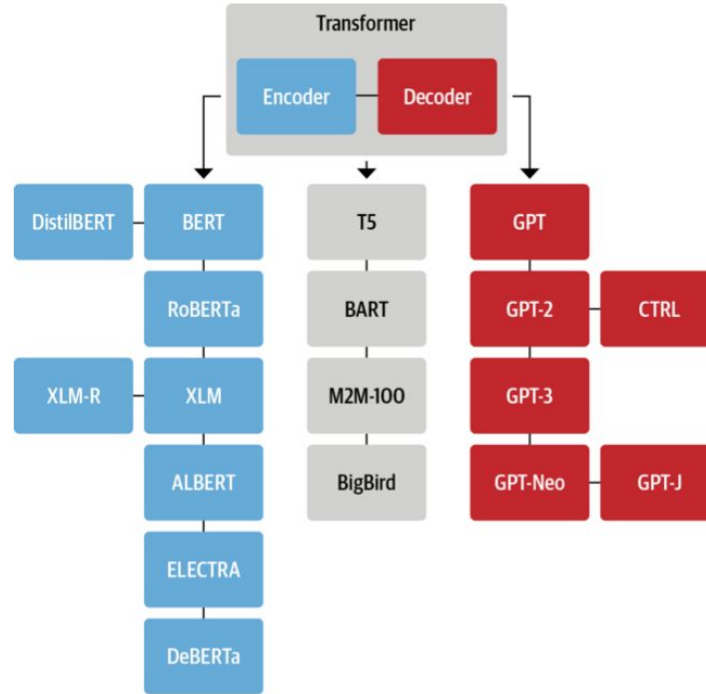 Transformer
Encoder
Decoder
DistilBERT
BERT
T5
GPT
RoBERTa
BART
GPT-2
CTRL
XLM-R
XLM
M2M-100
GPT-3
ALBERT
BigBird
GPT-Neo
GPT-J
ELECTRA
DeBERTa